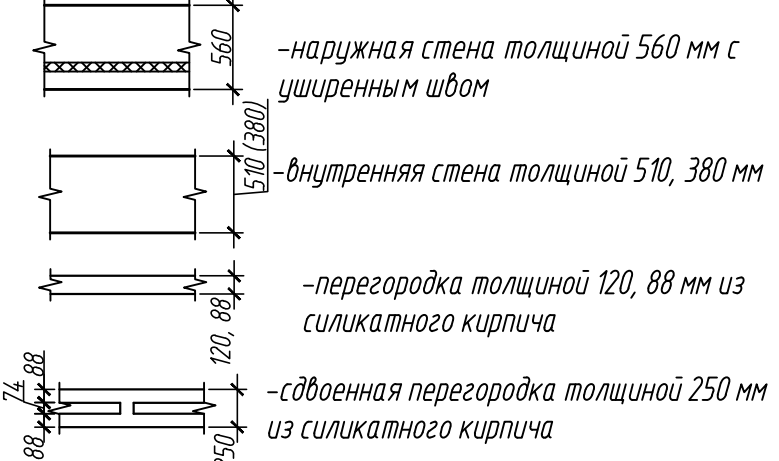 560
-наружная стена толщиной 560 мм с
уширенным швом
510 (380)
-внутренняя стена толщиной 510, 380 мм
120, 88
-перегородка толщиной 120, 88 мм из
силикатного кирпича
88
74
88
250
-сдвоенная перегородка толщиной 250 мм
из силикатного кирпича